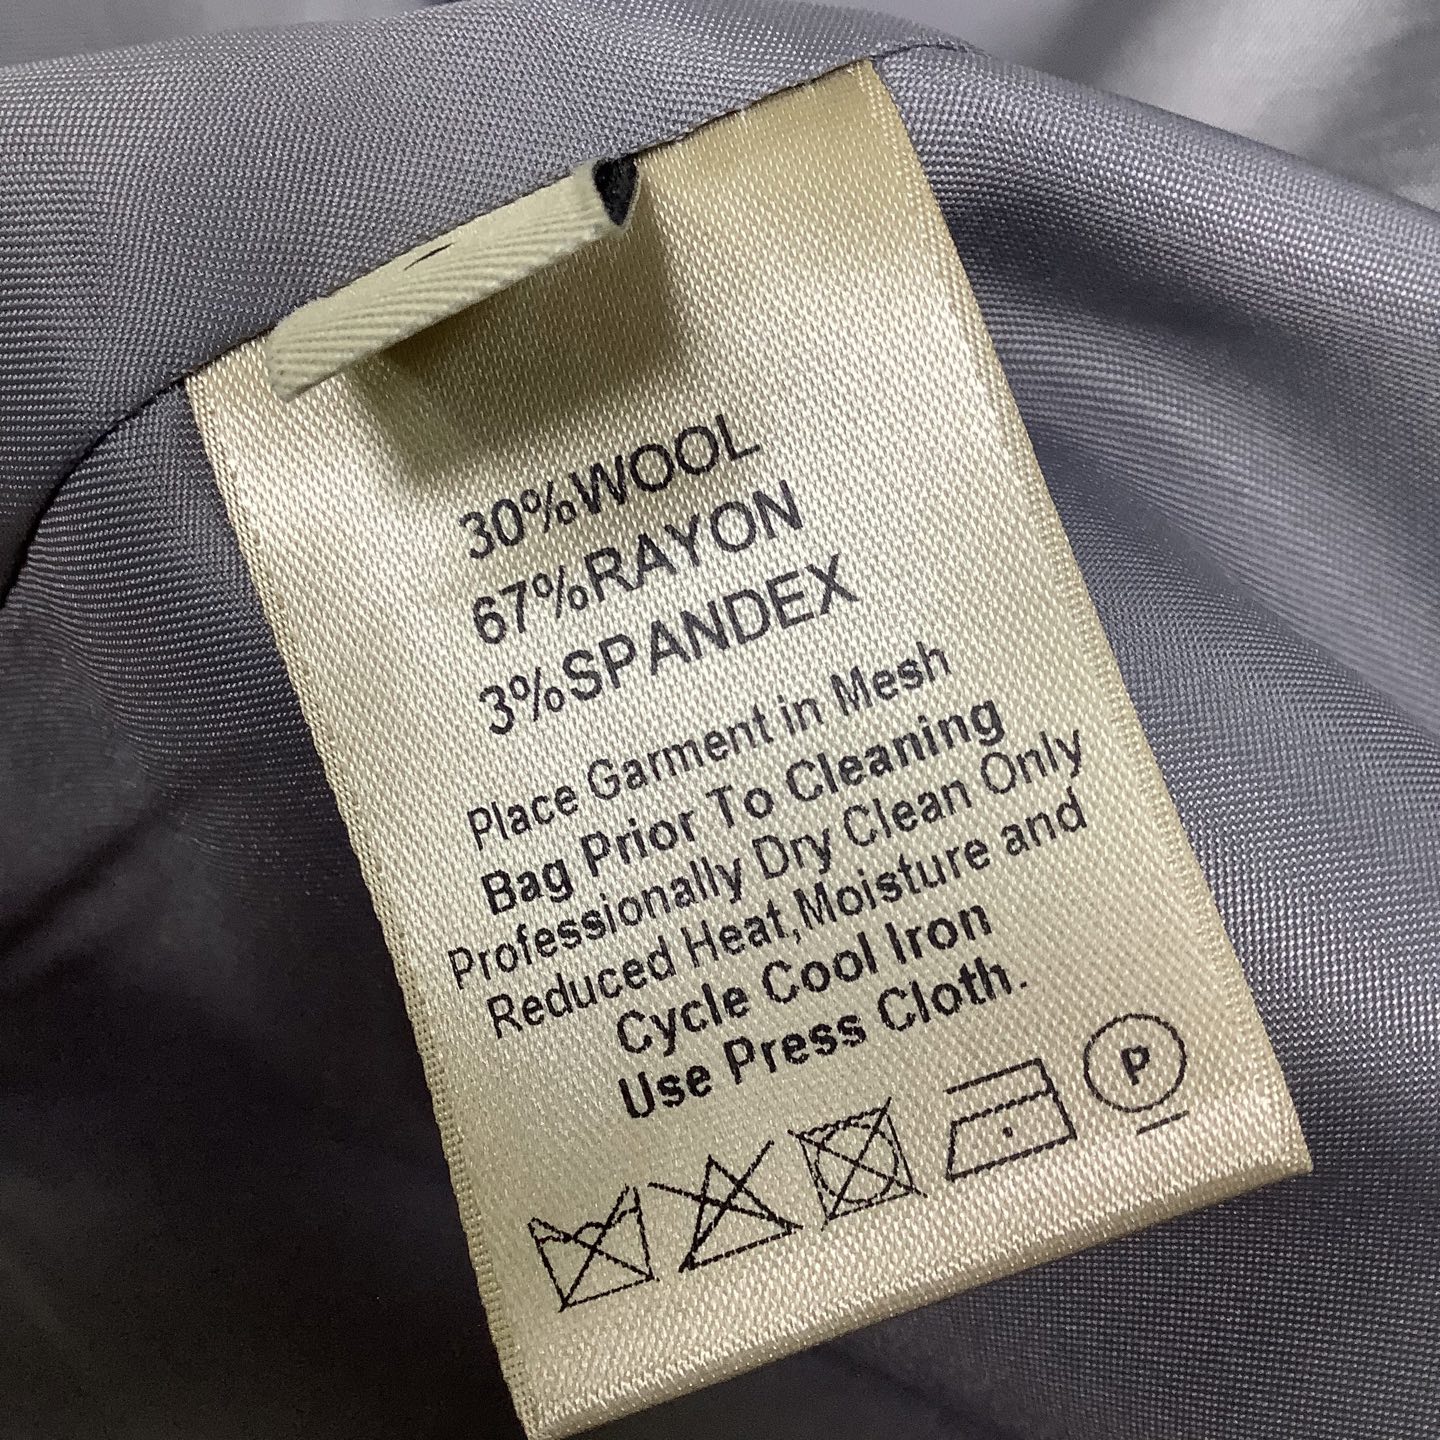 30%WOOL
67%RAYON
3%SPANDEX
Place Garment in Mesh
Bag Prior To Cleaning
Professionally Dry Clean Only
Reduced Heat,Moisture and
Cycle Cool Iron
Use Press Cloth.
P